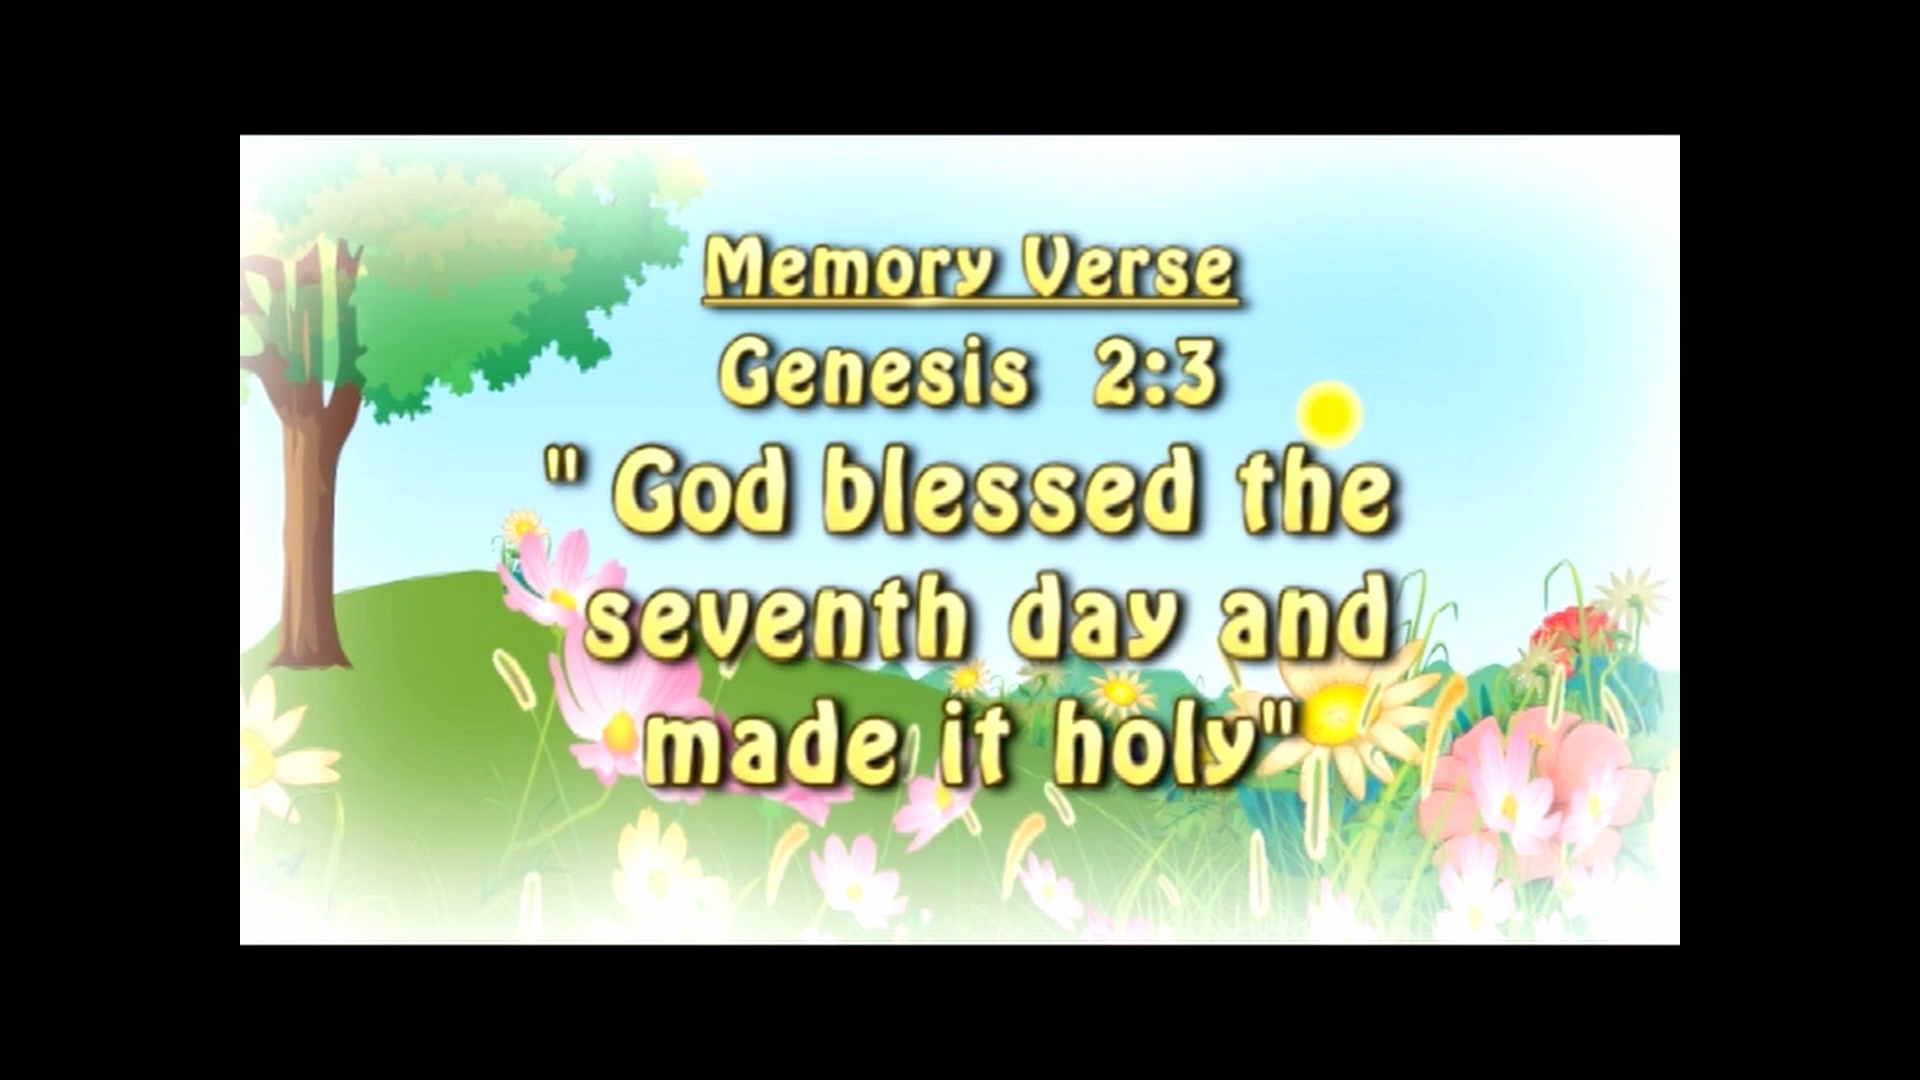 Memory Verse
Genesis 2:3
" God blessed the
seventh day and
made it holy"